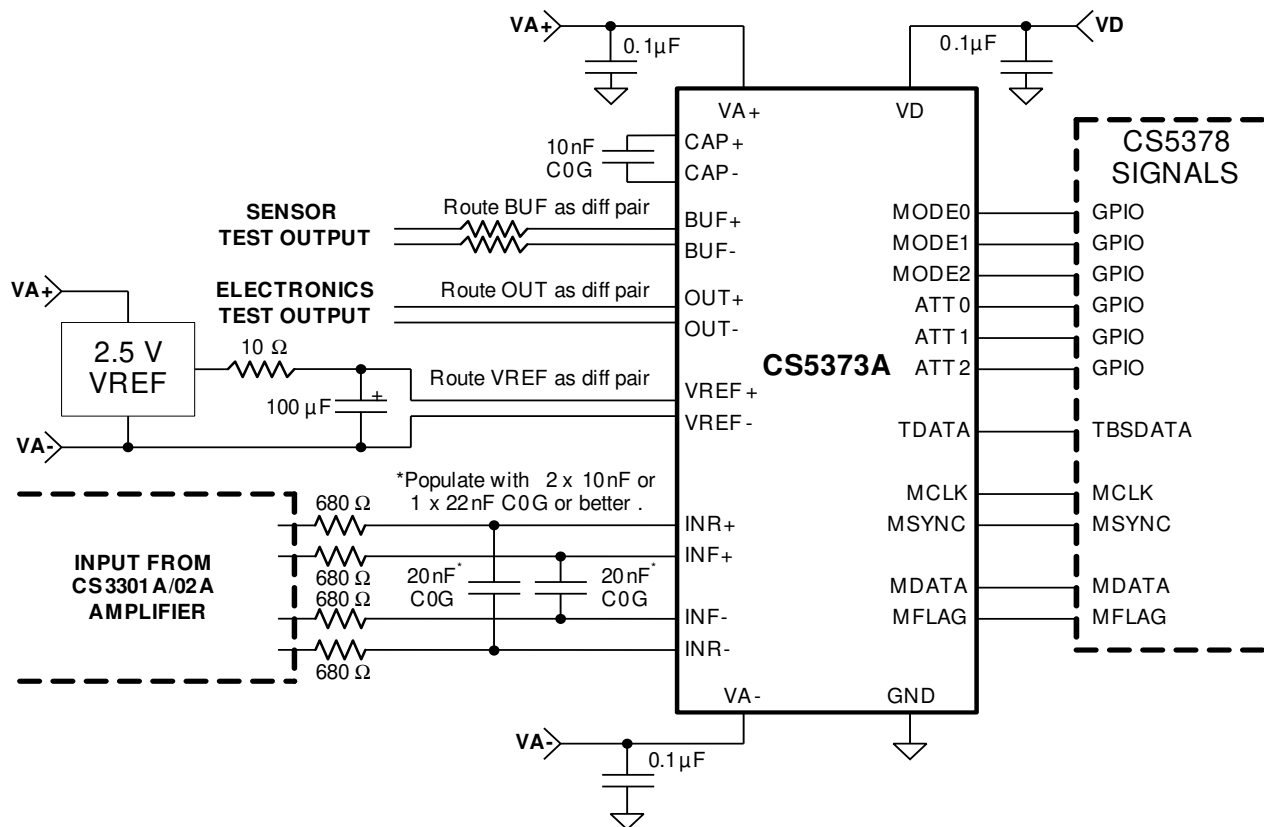 VA+
0.1µF
0.1µF
VD
VA+
VD
CS5378
SIGNALS
10nF
C0G
CAP+
CAP-
SENSOR
TEST OUTPUT
Route BUF as diff pair
BUF+
BUF-
MODE0
GPIO
MODE1
GPIO
MODE2
GPIO
VA+
ELECTRONICS
TEST OUTPUT
Route OUT as diff pair
OUT+
OUT-
ATT0
GPIO
ATT1
GPIO
ATT2
GPIO
CS5373A
2.5 V
VREF
10 Ω
100 µF
+
Route VREF as diff pair
VREF+
VREF-
VA-
TDATA
TBSDATA
*Populate with 2 x 10nF or
1 x 22nF C0G or better .
INPUT FROM
CS3301A/02A
AMPLIFIER
680 Ω
680 Ω
680 Ω
680 Ω
20nF*
C0G
20nF*
C0G
INR+
INF+
INF-
INR-
MCLK
MCLK
MSYNC
MSYNC
MDATA
MDATA
MFLAG
MFLAG
VA-
GND
VA-
0.1µF